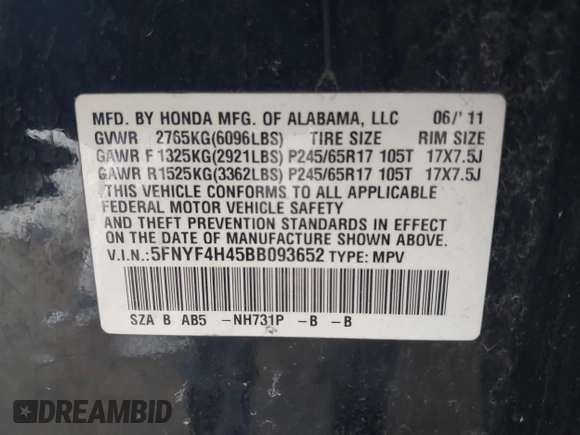 MFD. BY HONDA MFG. OF ALABAMA, LLC 06/' 11
GVWR 2765KG(6096LBS) TIRE SIZE RIM SIZE
GAWR F 1325KG(2921LBS) P245/65R17 105T 17X7.5J
GAWR R1525KG(3362LBS) P245/65R17 105T 17X7.5J
THIS VEHICLE CONFORMS TO ALL APPLICABLE
FEDERAL MOTOR VEHICLE SAFETY
AND THEFT PREVENTION STANDARDS IN EFFECT
ON THE DATE OF MANUFACTURE SHOWN ABOVE.
V.I.N.:5FNYF4H45BB093652 TYPE: MPV
SZA B AB5 -NH731P -B -B
DREAMBID